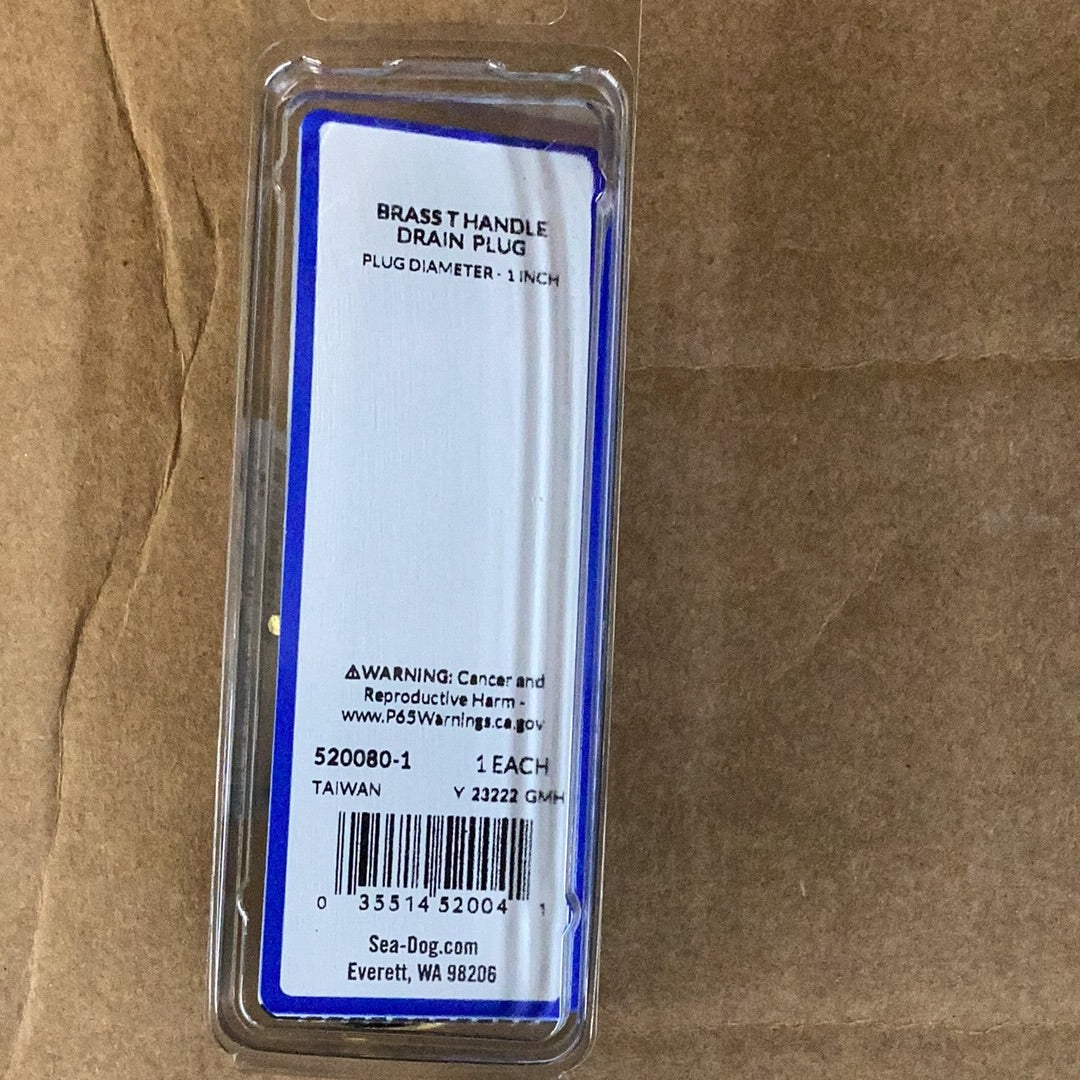 BRASS T HANDLE
DRAIN PLUG
PLUG DIAMETER - 1 INCH
⚠WARNING: Cancer and
Reproductive Harm -
www.P65Warnings.ca.gov
520080-1 1 EACH
TAIWAN Y 23222 GMH
0 35514 52004 1
Sea-Dog.com
Everett, WA 98206